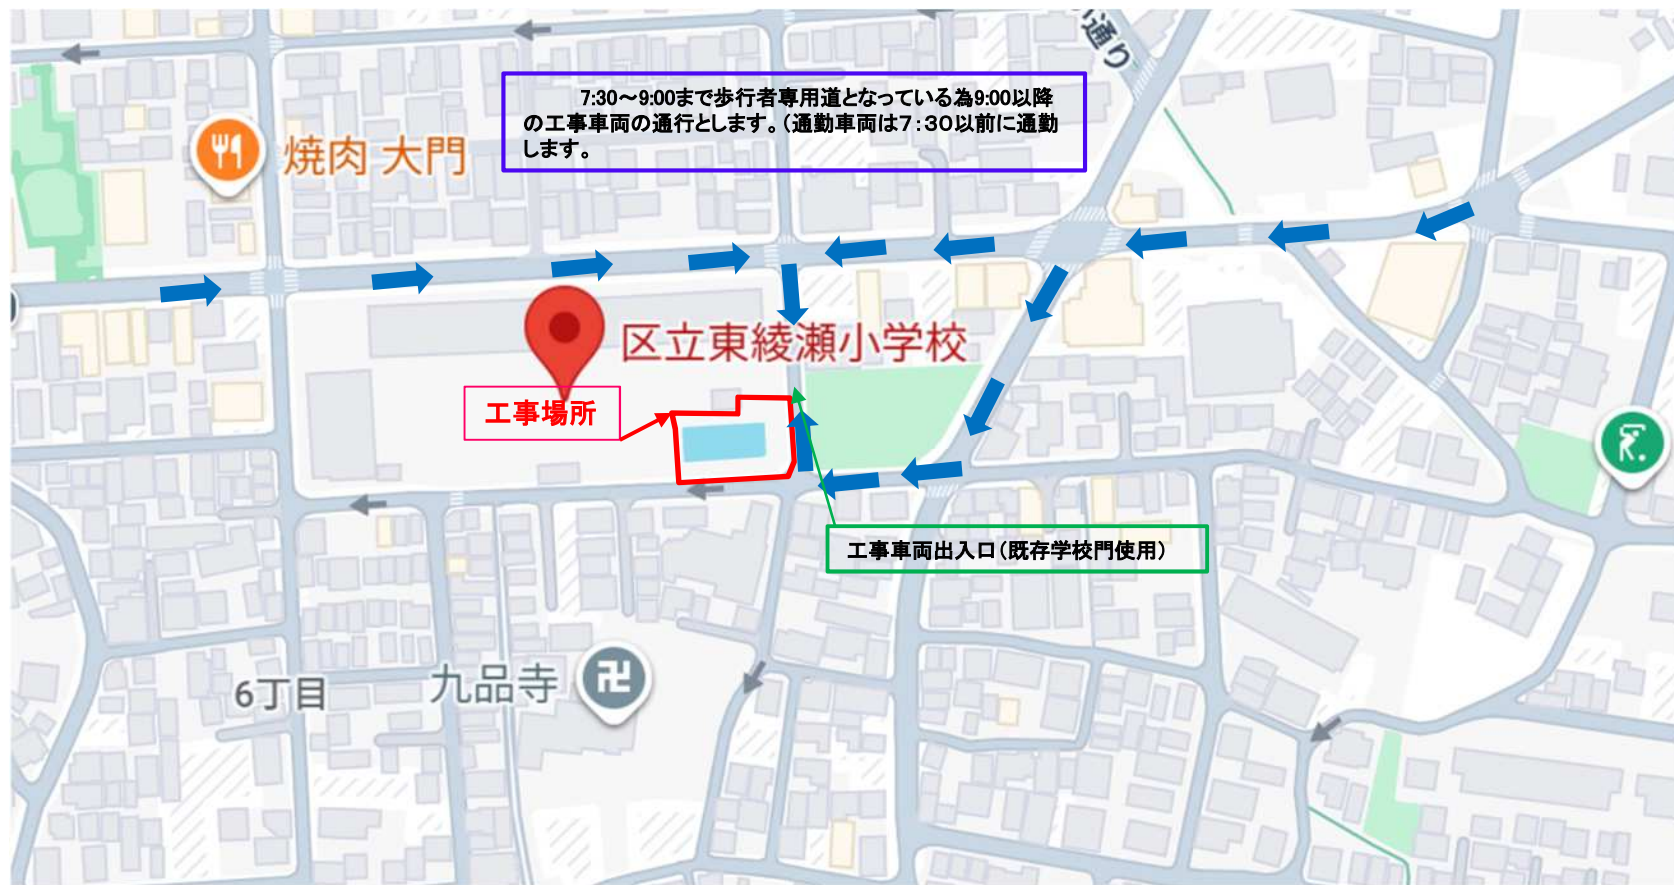 通り
7:30～9:00まで歩行者専用道となっている為9:00以降
の工事車両の通行とします。（通勤車両は７：３０以前に通勤
します。
焼肉 大門
区立東綾瀬小学校
工事場所
工事車両出入口（既存学校門使用）
九品寺
卍
6丁目